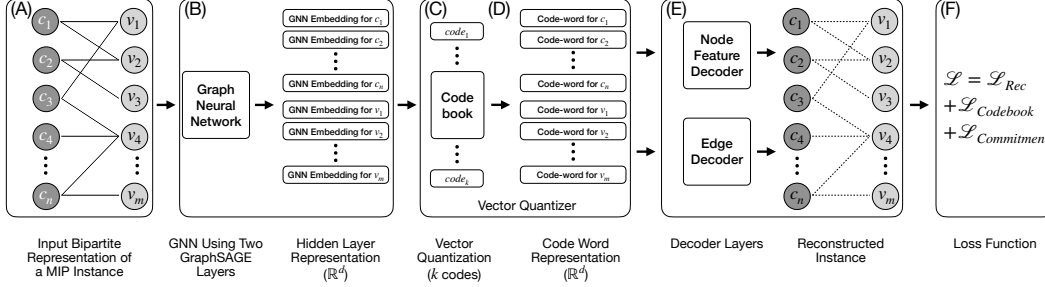 (A)
c1
c2
c3
c4
cn
v1
v2
v3
v4
vm
(B)
Graph
Neural
Network
GNN Embedding for c1
GNN Embedding for c2
GNN Embedding for cn
GNN Embedding for v1
GNN Embedding for v2
GNN Embedding for vm
(C)
code1
Code
book
codek
(D)
Code-word for c1
Code-word for c2
Code-word for cn
Code-word for v1
Code-word for v2
Code-word for vm
Vector Quantizer
(E)
Node
Feature
Decoder
Edge
Decoder
c1
c2
c3
c4
cn
v1
v2
v3
v4
vm
(F)
ℒ = ℒRec
+ ℒCodebook
+ ℒCommitment
Input Bipartite
Representation of
a MIP Instance
GNN Using Two
GraphSAGE
Layers
Hidden Layer
Representation
(ℝ^d)
Vector
Quantization
(k codes)
Code Word
Representation
(ℝ^d)
Decoder Layers
Reconstructed
Instance
Loss Function